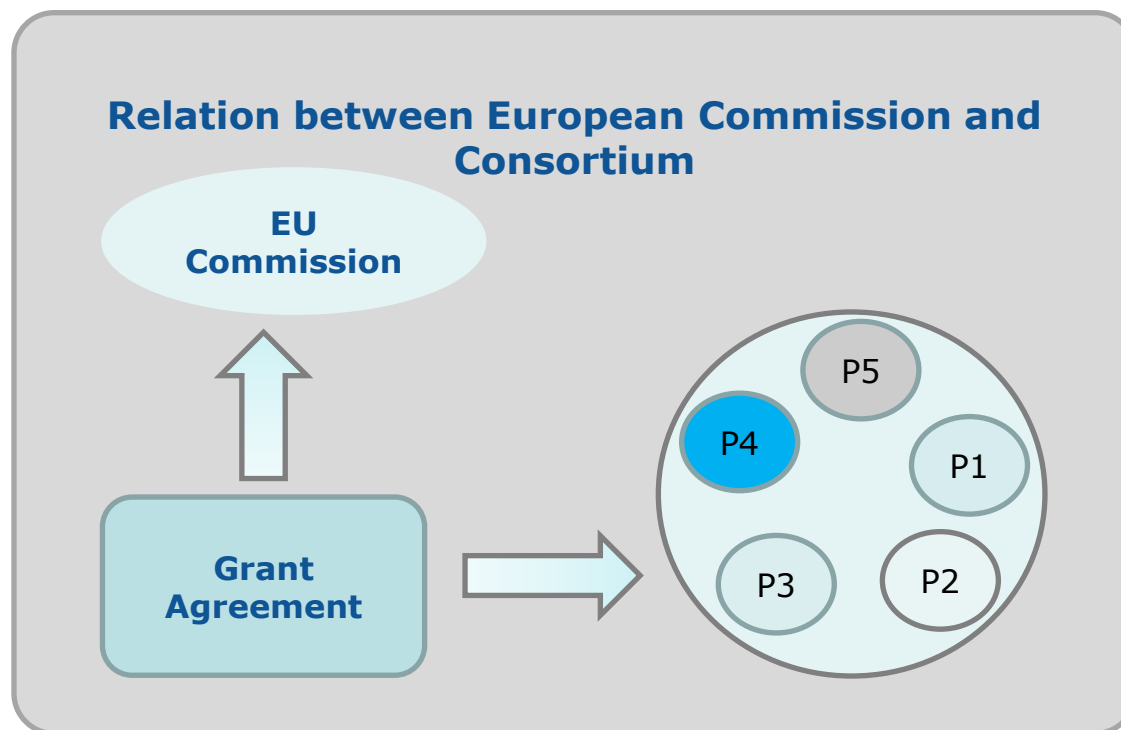 Relation between European Commission and
Consortium
EU
Commission
P5
P4
P1
Grant
Agreement
P3
P2